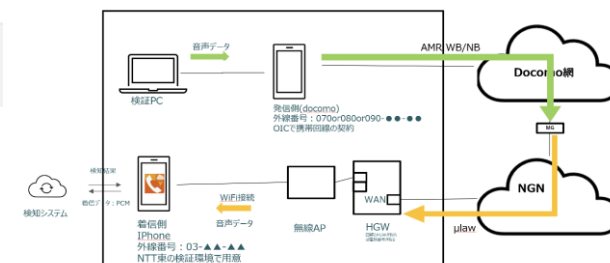 音声データ
AMR WB/NB
Docomo網
検証PC
発信側(docomo)
外線番号：070or080or090-●●-●●
OICで携帯回線の契約
MG
検知結果
着信データ：PCM
検知システム
WiFi接続
音声データ
着信側
IPhone
外線番号：03-▲▲-▲▲
NTT東の検証環境で用意
無線AP
WAN
HGW
μlaw
NGN